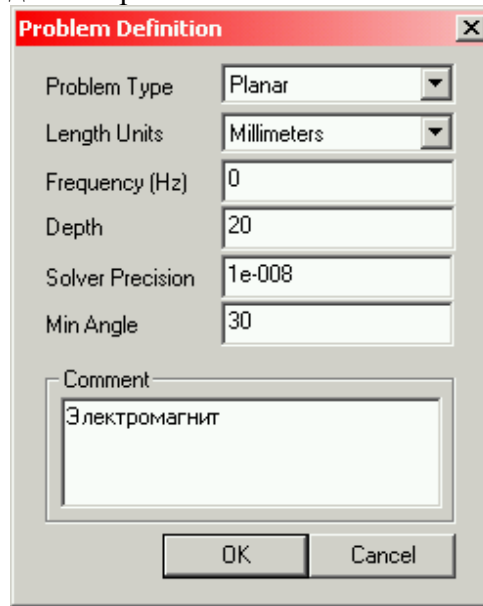 Problem Definition
Problem Type Planar
Length Units Millimeters
Frequency (Hz) 0
Depth 20
Solver Precision 1e-008
Min Angle 30
Comment
Электромагнит
OK Cancel